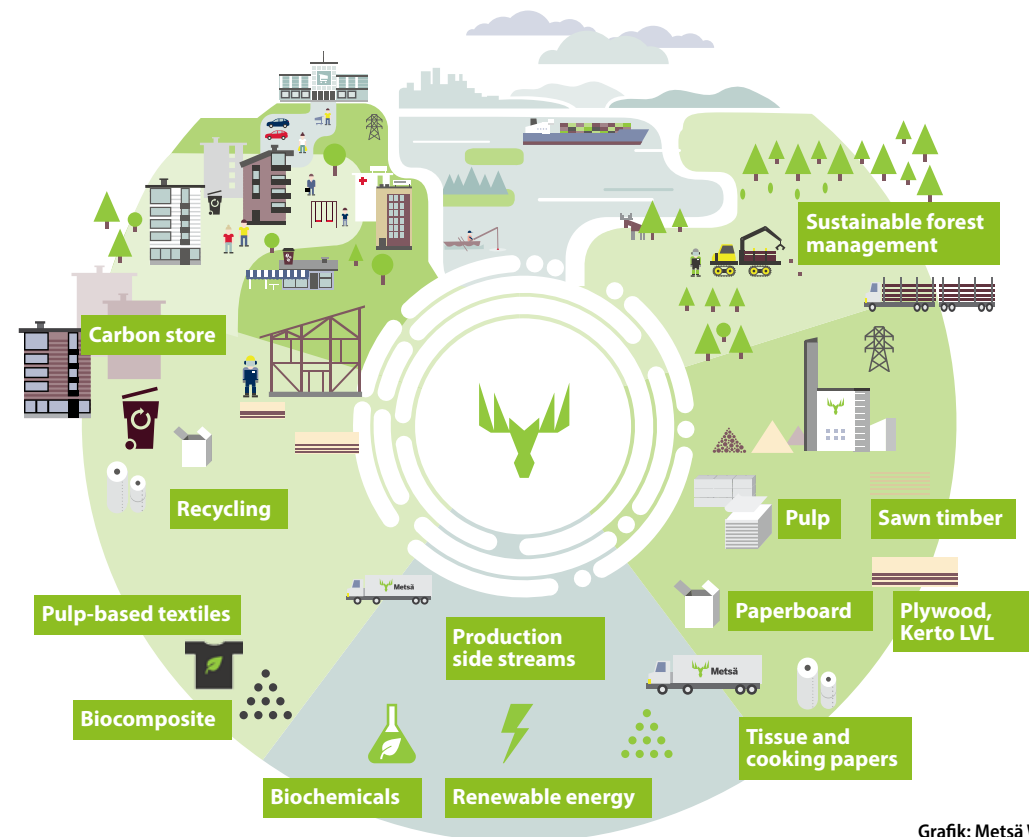 Sustainable forest
management
Carbon store
Recycling
Pulp
Sawn timber
Metsä
Pulp-based textiles
Paperboard
Plywood,
Kerto LVL
Production
side streams
Metsä
Biocomposite
Tissue and
cooking papers
Biochemicals
Renewable energy
Grafik: Metsä